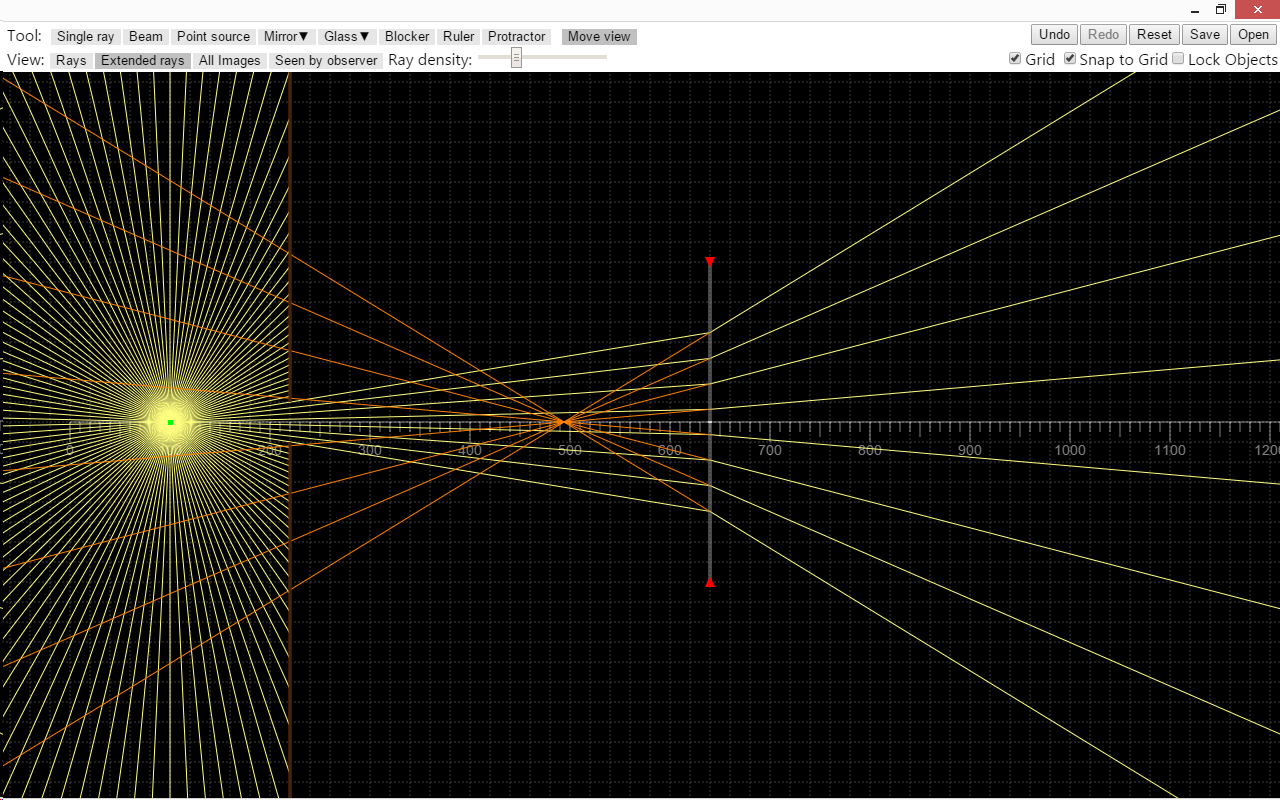 Tool: Single ray Beam Point source Mirror▼ Glass▼ Blocker Ruler Protractor Move view Undo Redo Reset Save Open
View: Rays Extended rays All Images Seen by observer Ray density: Grid Snap to Grid Lock Objects
0 200 300 400 500 600 700 800 900 1000 1100 1200